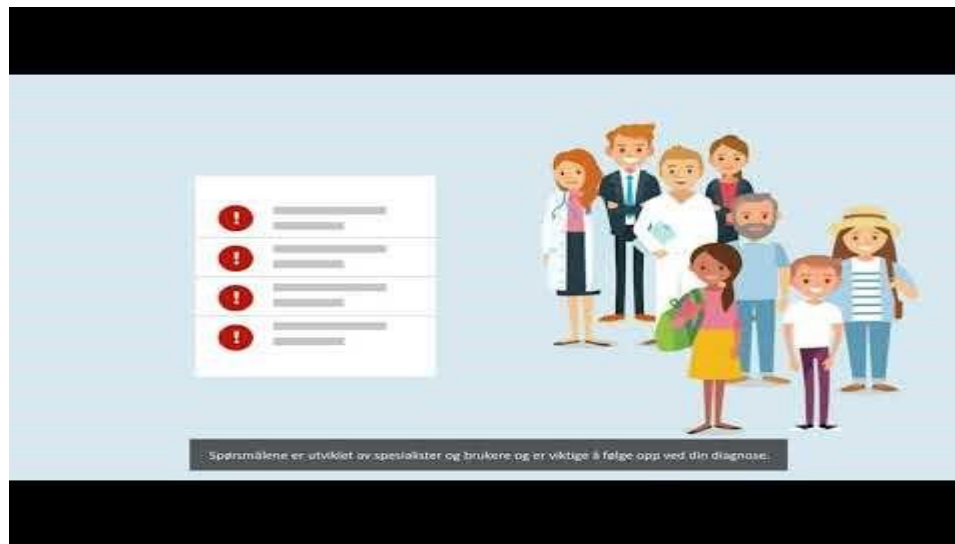 Spørsmålene er utviklet av spesialister og brukere og er viktige å følge opp ved din diagnose.